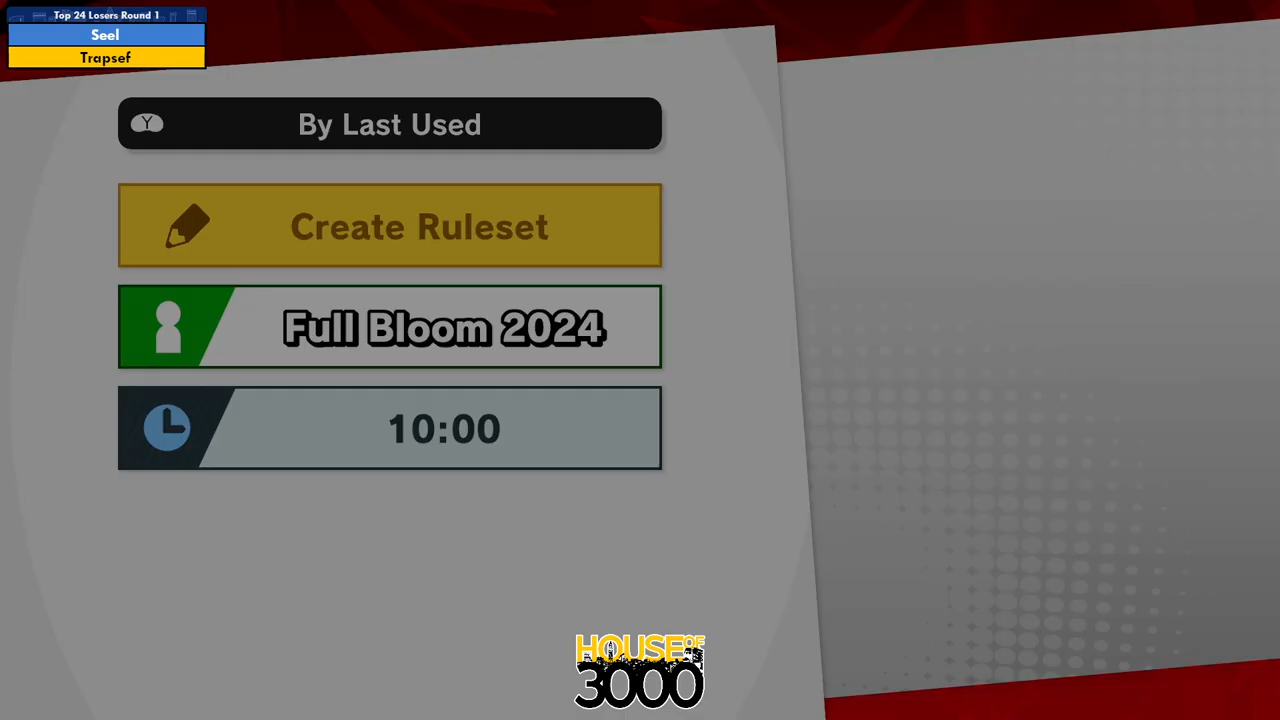 Top 24 Losers Round 1
Seel
Trapsef
Y
By Last Used
Create Ruleset
Full Bloom 2024
10:00
HOUSE OF
3000